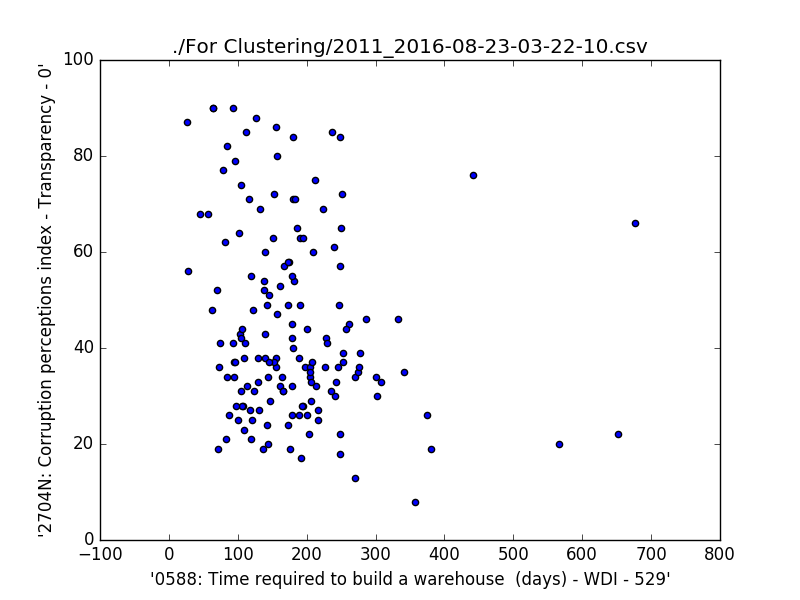 ./For Clustering/2011_2016-08-23-03-22-10.csv
100
80
60
40
20
0
'2704N: Corruption perceptions index - Transparency - 0'
−100 0 100 200 300 400 500 600 700 800
'0588: Time required to build a warehouse  (days) - WDI - 529'